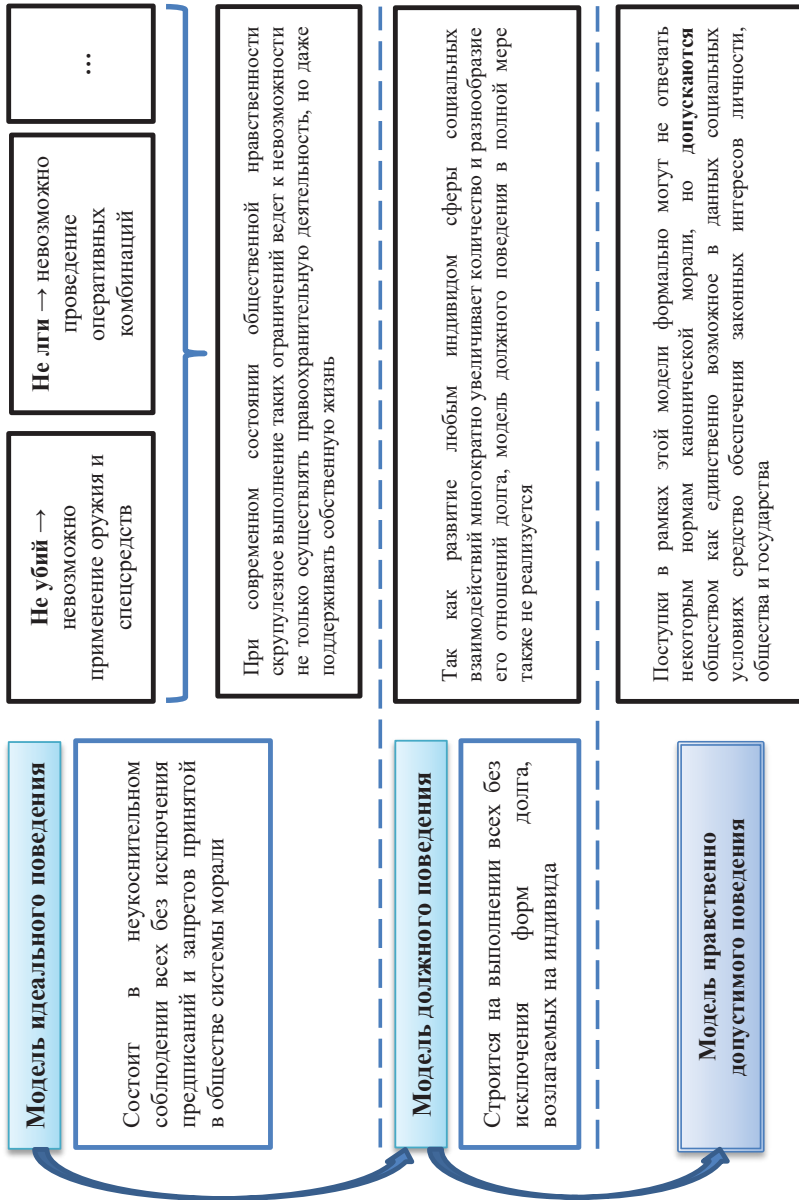 Модель идеального поведения
Состоит в неукоснительном
соблюдении всех без исключения
предписаний и запретов принятой
в обществе системы морали
Не убий →
невозможно
применение оружия и
спецсредств
Не лги → невозможно
проведение
оперативных
комбинаций
…
При современном состоянии общественной нравственности
скрупулезное выполнение таких ограничений ведет к невозможности
не только осуществлять правоохранительную деятельность, но даже
поддерживать собственную жизнь
Модель должного поведения
Строится на выполнении всех без
исключения форм долга,
возлагаемых на индивида
Так как развитие любым индивидом сферы социальных
взаимодействий многократно увеличивает количество и разнообразие
его отношений долга, модель должного поведения в полной мере
также не реализуется
Модель нравственно
допустимого поведения
Поступки в рамках этой модели формально могут не отвечать
некоторым нормам канонической морали, но допускаются
обществом как единственно возможное в данных социальных
условиях средство обеспечения законных интересов личности,
общества и государства